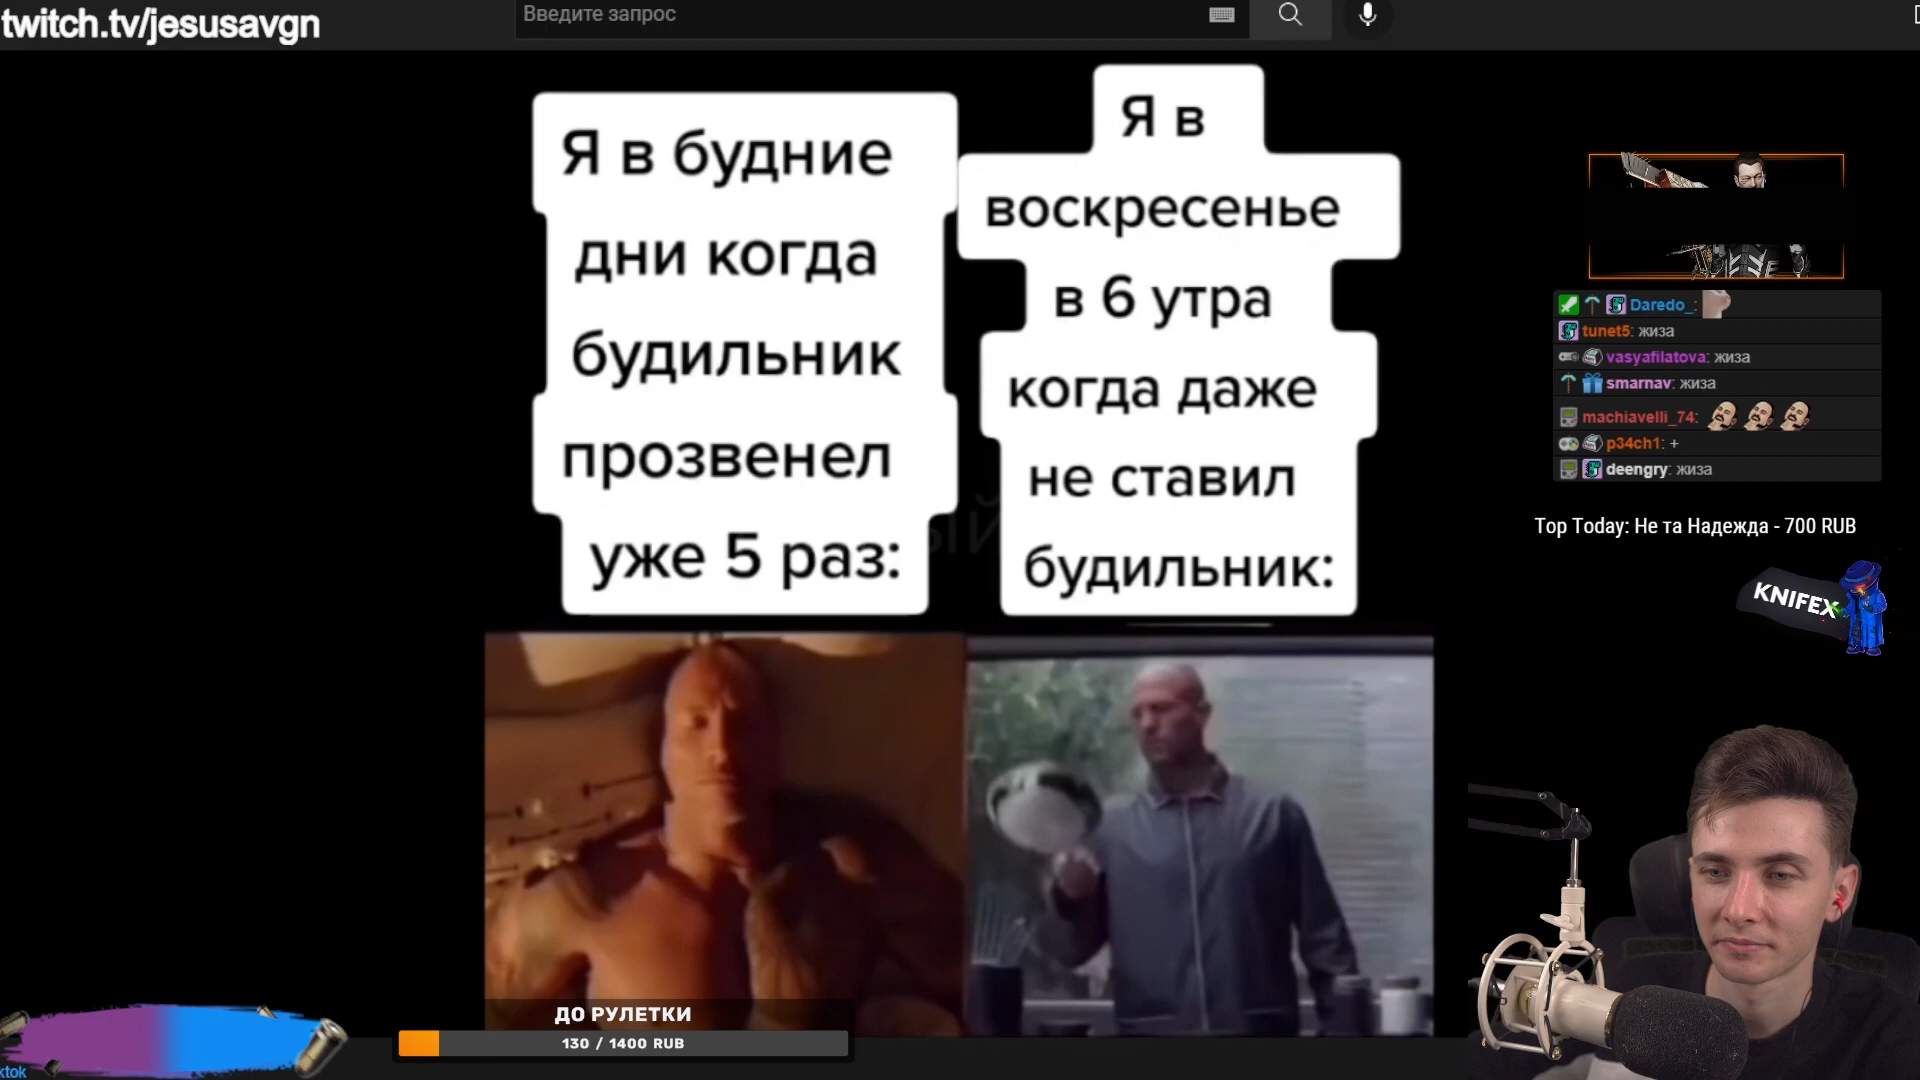 twitch.tv/jesusavgn
Введите запрос
Я в будние
дни когда
будильник
прозвенел
уже 5 раз:
Я в
воскресенье
в 6 утра
когда даже
не ставил
будильник:
Daredo_:
tunet5: жиза
vasyafilatova: жиза
smarnav: жиза
machiavelli_74:
p34ch1: +
deengry: жиза
Top Today: Не та Надежда - 700 RUB
KNIFEX
ДО РУЛЕТКИ
130 / 1400 RUB